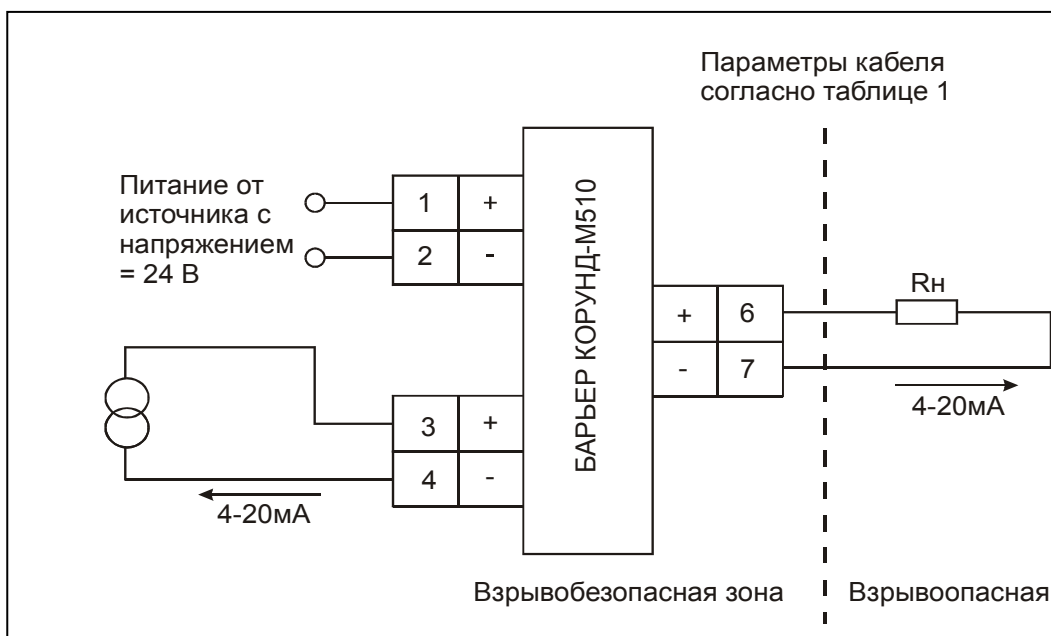 Параметры кабеля
согласно таблице 1
Питание от
источника с
напряжением
= 24 В
1 +
2 -
БАРЬЕР КОРУНД-М510
+ 6
- 7
Rн
4-20мА
3 +
4 -
4-20мА
Взрывобезопасная зона
Взрывоопасная